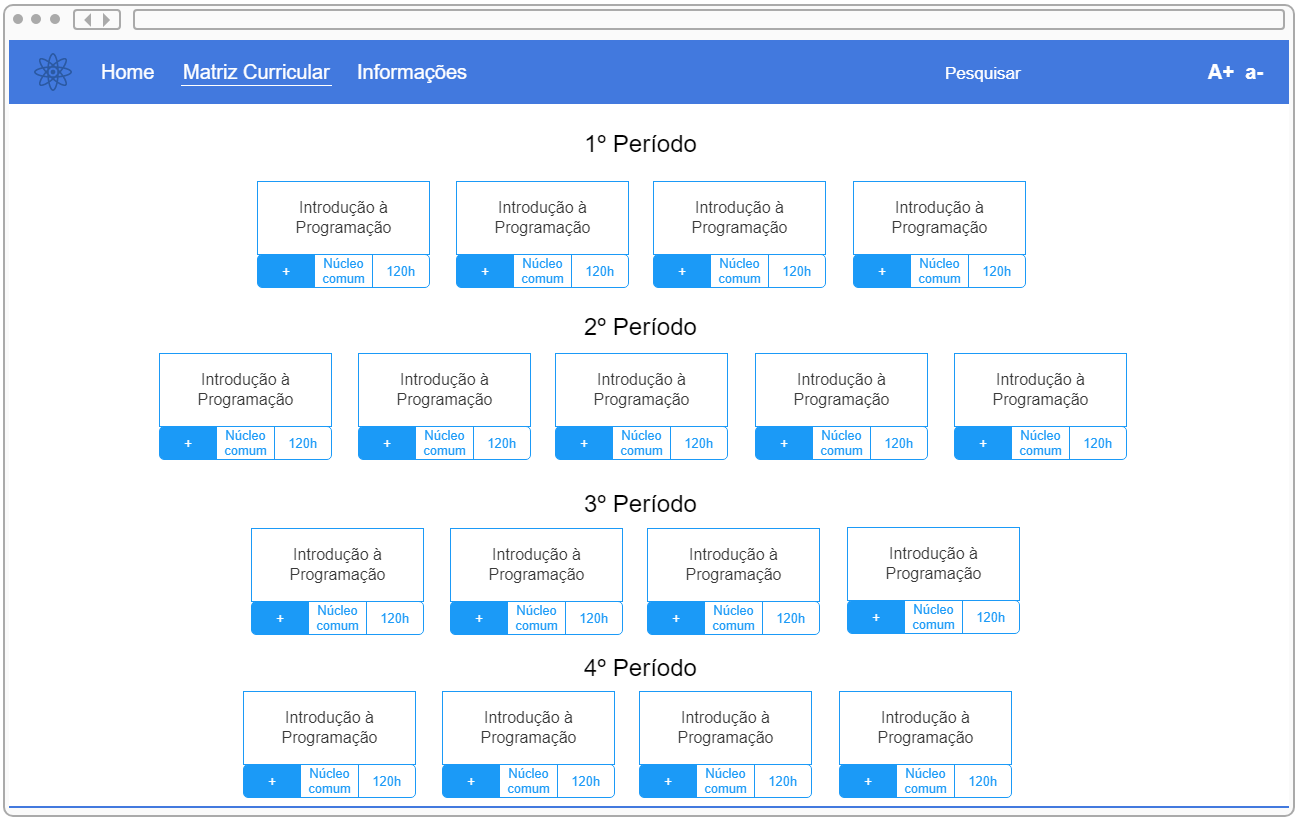 Home Matriz Curricular Informações Pesquisar A+ a-
1º Período
Introdução à Introdução à Introdução à Introdução à
Programação Programação Programação Programação
+ Núcleo comum 120h + Núcleo comum 120h + Núcleo comum 120h + Núcleo comum 120h
2º Período
Introdução à Introdução à Introdução à Introdução à Introdução à
Programação Programação Programação Programação Programação
+ Núcleo comum 120h + Núcleo comum 120h + Núcleo comum 120h + Núcleo comum 120h + Núcleo comum 120h
3º Período
Introdução à Introdução à Introdução à Introdução à
Programação Programação Programação Programação
+ Núcleo comum 120h + Núcleo comum 120h + Núcleo comum 120h + Núcleo comum 120h
4º Período
Introdução à Introdução à Introdução à Introdução à
Programação Programação Programação Programação
+ Núcleo comum 120h + Núcleo comum 120h + Núcleo comum 120h + Núcleo comum 120h